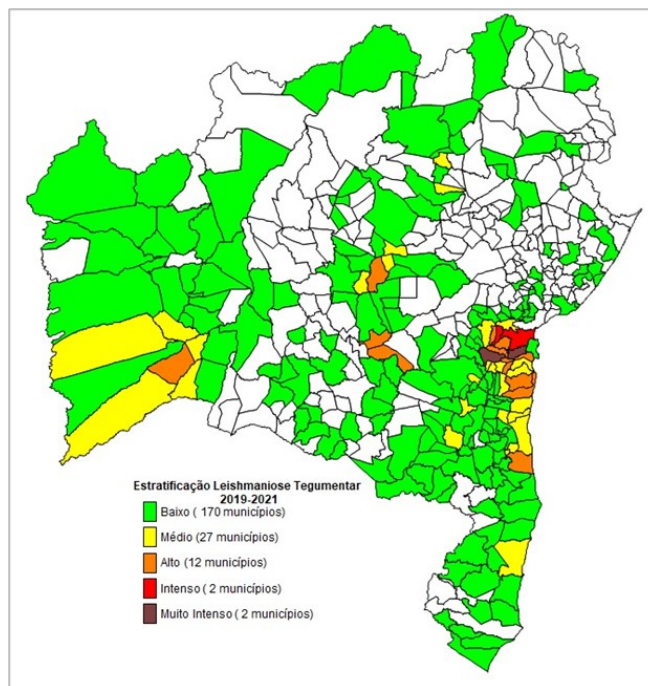 Estratificação Leishmaniose Tegumentar
2019-2021
Baixo ( 170 municípios)
Médio (27 municípios)
Alto (12 municípios)
Intenso ( 2 municípios)
Muito Intenso ( 2 municípios)